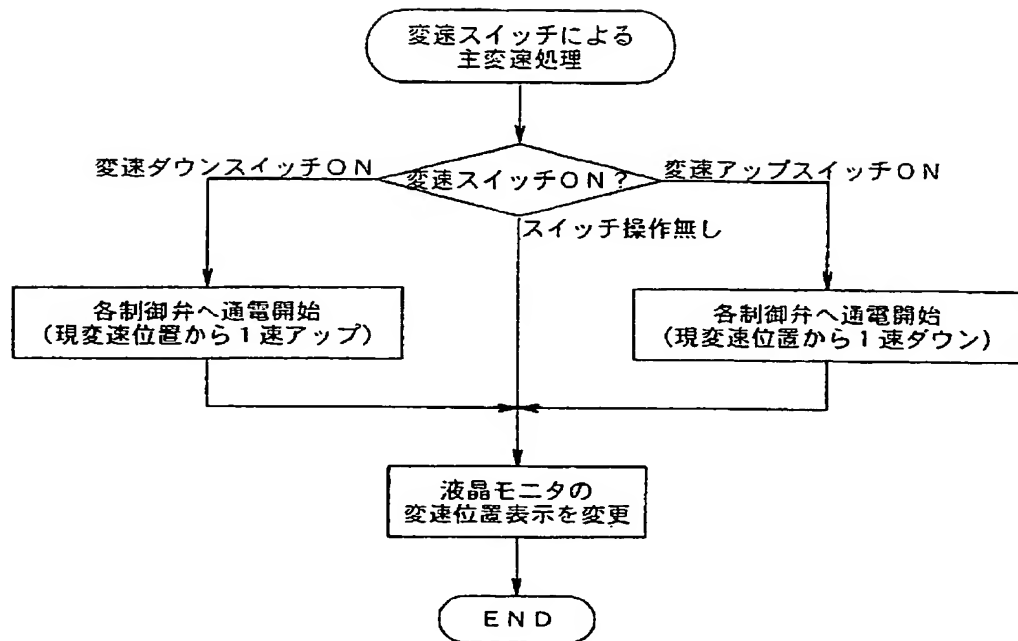 変速スイッチによる
主変速処理
変速ダウンスイッチON
変速スイッチON？
変速アップスイッチON
スイッチ操作無し
各制御弁へ通電開始
(現変速位置から１速アップ)
各制御弁へ通電開始
(現変速位置から１速ダウン)
液晶モニタの
変速位置表示を変更
END